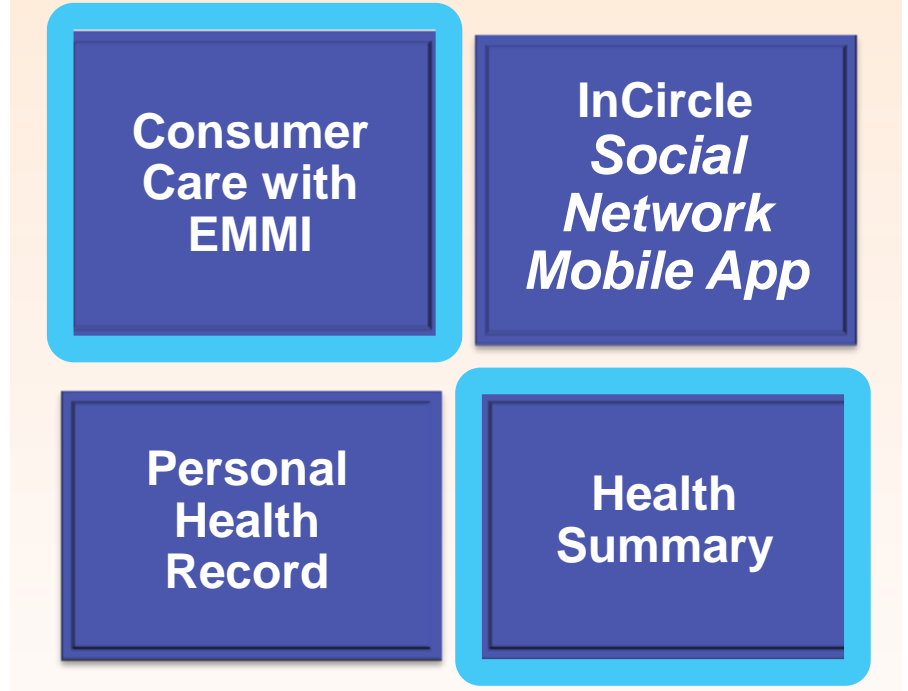 Consumer
Care with
EMMI
InCircle
Social
Network
Mobile App
Personal
Health
Record
Health
Summary